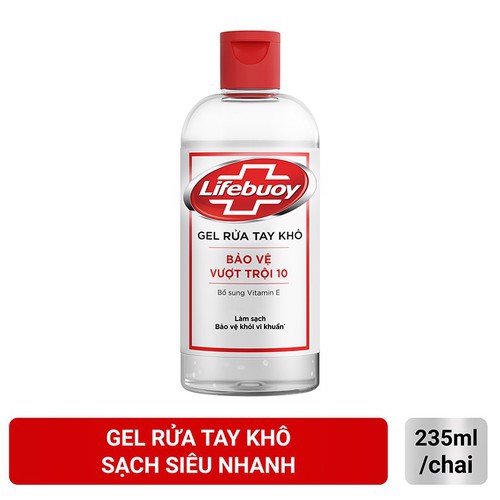 Lifebuoy
GEL RỬA TAY KHÔ
BẢO VỆ
VƯỢT TRỘI 10
Bổ sung Vitamin E
Làm sạch
Bảo vệ khỏi vi khuẩn*
GEL RỬA TAY KHÔ
SẠCH SIÊU NHANH
235ml
/chai